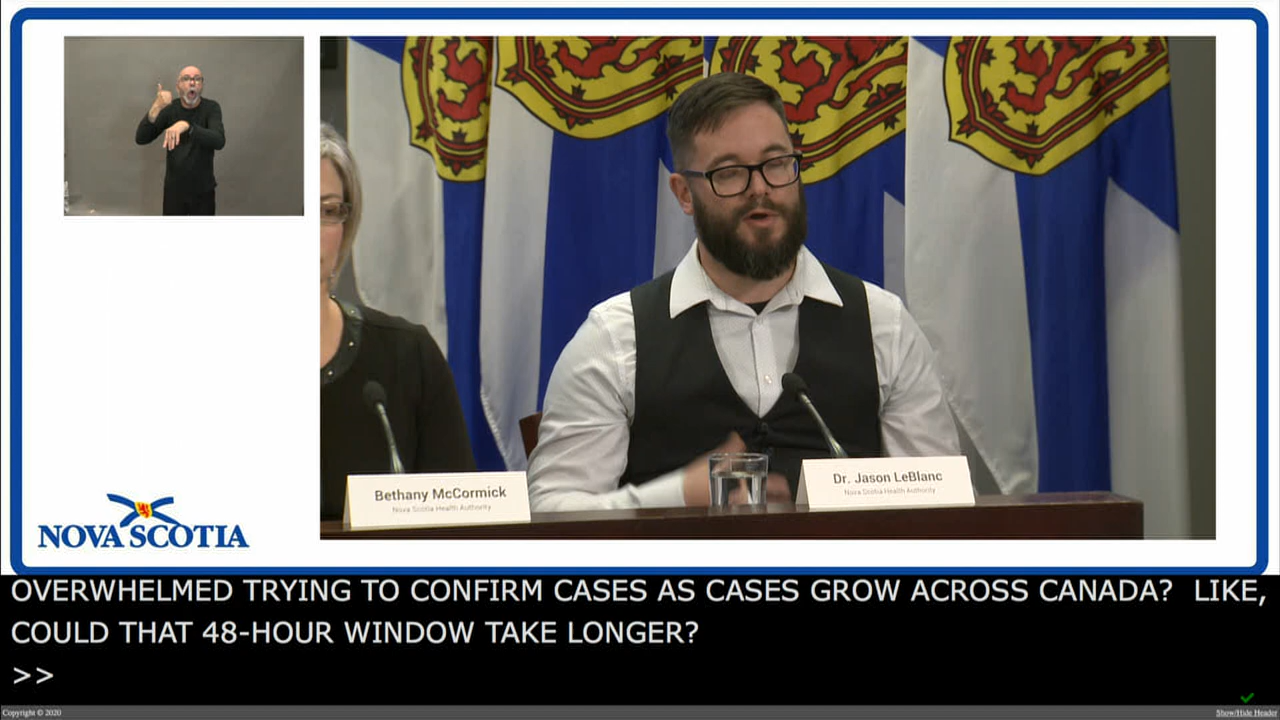 Bethany McCormick
Nova Scotia Health Authority
Dr. Jason LeBlanc
Nova Scotia Health Authority
NOVA SCOTIA
OVERWHELMED TRYING TO CONFIRM CASES AS CASES GROW ACROSS CANADA?  LIKE,
COULD THAT 48-HOUR WINDOW TAKE LONGER?
>>
Copyright © 2020
Show/Hide Header